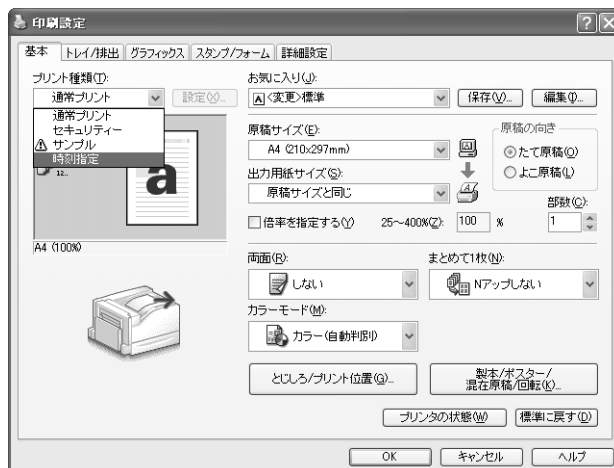 印刷設定
基本 トレイ/排出 グラフィックス スタンプ/フォーム 詳細設定
プリント種類(T):
通常プリント 設定(X)...
通常プリント
セキュリティー
サンプル
時刻指定
a
12...
A4 (100%)
お気に入り(J):
A <変更>標準 保存(V)... 編集(I)...
原稿サイズ(E):
A4 (210x297mm)
出力用紙サイズ(S):
原稿サイズと同じ
原稿の向き
たて原稿(O)
よこ原稿(L)
倍率を指定する(Y) 25~400%(Z): 100 %
部数(C):
1
両面(R):
しない
まとめて1枚(N):
Nアップしない
カラーモード(M):
カラー(自動判別)
とじしろ/プリント位置(G)...
製本/ポスター/
混在原稿/回転(K)...
プリンタの状態(W) 標準に戻す(D)
OK キャンセル ヘルプ